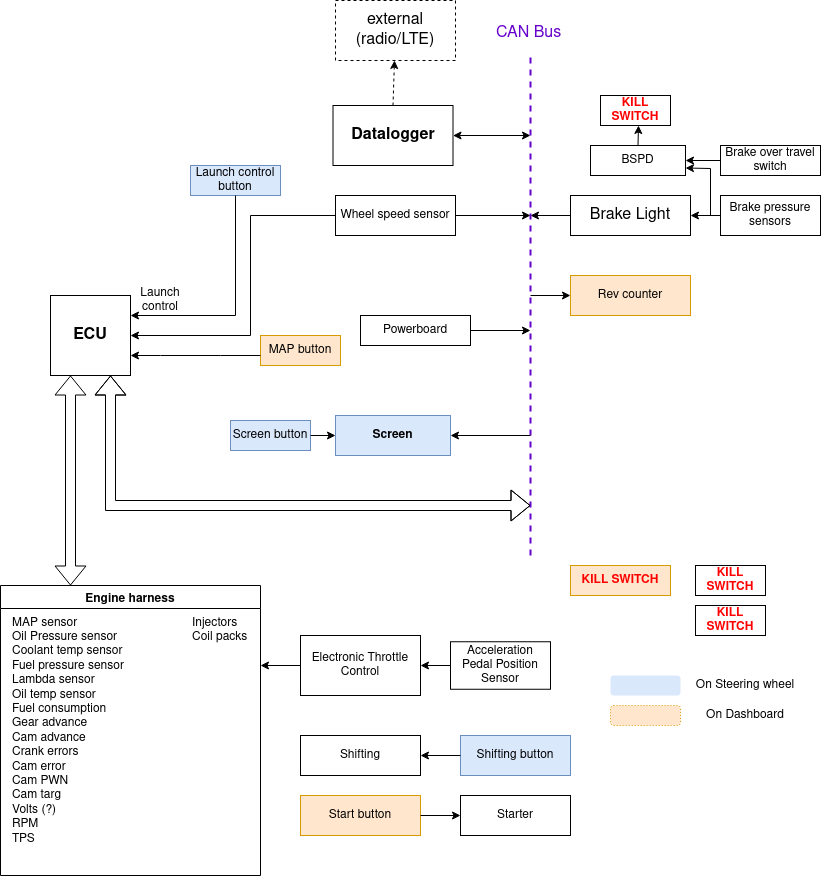 external
(radio/LTE)
CAN Bus
KILL
SWITCH
Datalogger
BSPD
Brake over travel
switch
Launch control
button
Wheel speed sensor
Brake Light
Brake pressure
sensors
Launch
control
Rev counter
ECU
Powerboard
MAP button
Screen button
Screen
KILL SWITCH
KILL
SWITCH
KILL
SWITCH
Engine harness
MAP sensor
Oil Pressure sensor
Coolant temp sensor
Fuel pressure sensor
Lambda sensor
Oil temp sensor
Fuel consumption
Gear advance
Cam advance
Crank errors
Cam error
Cam PWN
Cam targ
Volts (?)
RPM
TPS
Injectors
Coil packs
Electronic Throttle
Control
Acceleration
Pedal Position
Sensor
On Steering wheel
On Dashboard
Shifting
Shifting button
Start button
Starter